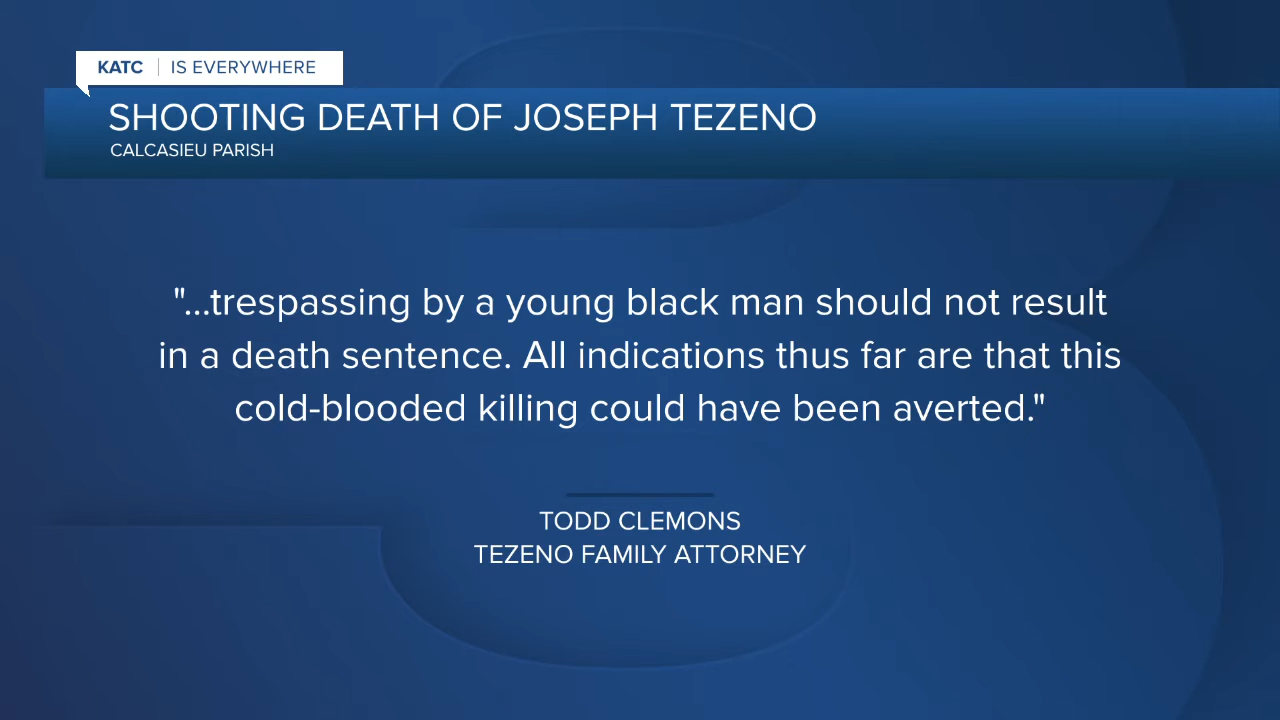 KATC | IS EVERYWHERE
SHOOTING DEATH OF JOSEPH TEZENO
CALCASIEU PARISH
"...trespassing by a young black man should not result
in a death sentence. All indications thus far are that this
cold-blooded killing could have been averted."
TODD CLEMONS
TEZENO FAMILY ATTORNEY